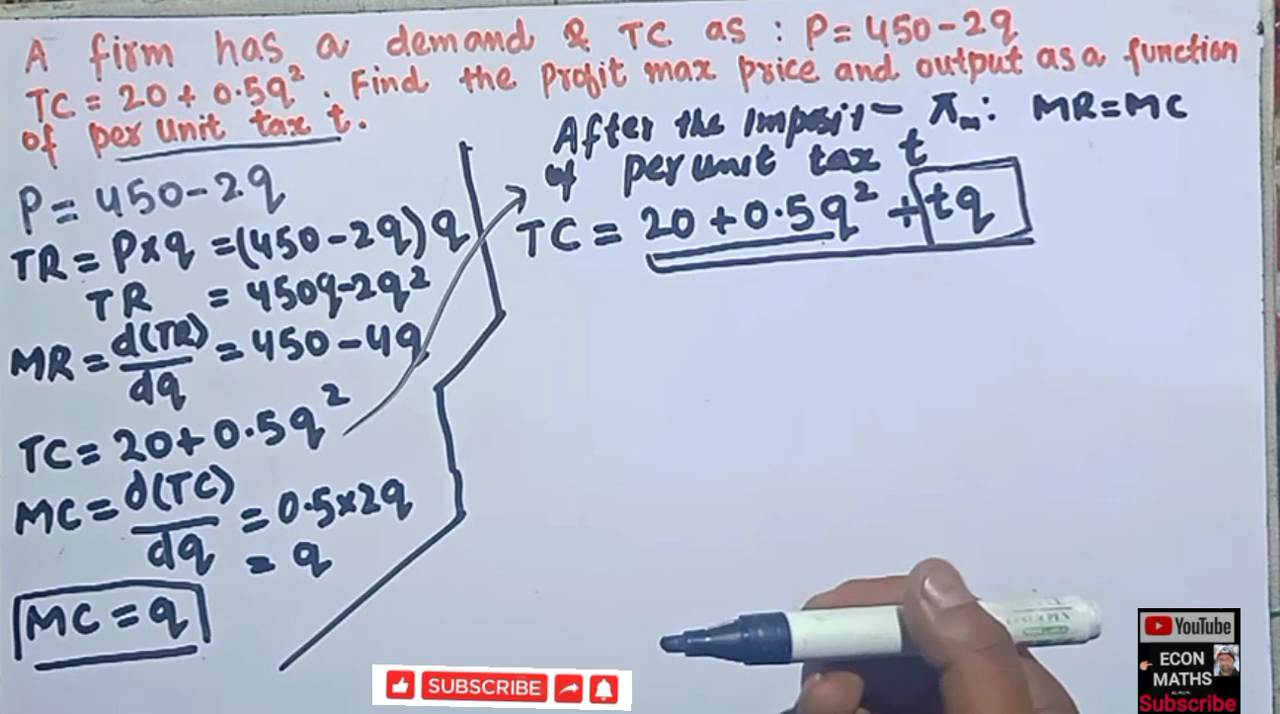 A firm has a demand & TC as : P = 450 - 2q
TC = 20 + 0.5q². Find the Profit max price and output as a function
of per unit tax t.
P = 450 - 2q
TR = P×q = (450 - 2q) q
TR = 450q - 2q²
MR = d(TR)/dq = 450 - 4q
TC = 20 + 0.5q²
MC = d(TC)/dq = 0.5×2q
= q
MC = q
After the Imposit- πm: MR = MC
of per unit tax t
TC = 20 + 0.5q² + tq
SUBSCRIBE
YouTube
ECON
MATHS
Subscribe